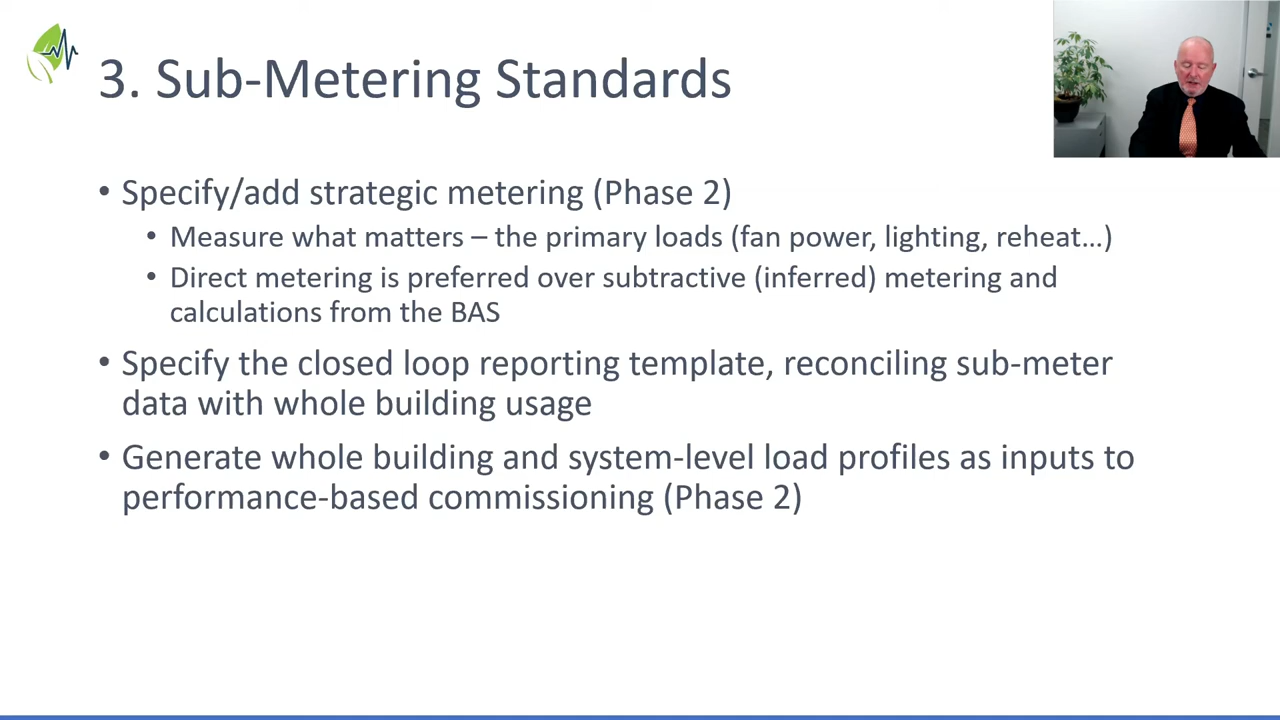 3. Sub-Metering Standards
• Specify/add strategic metering (Phase 2)
• Measure what matters – the primary loads (fan power, lighting, reheat…)
• Direct metering is preferred over subtractive (inferred) metering and
calculations from the BAS
• Specify the closed loop reporting template, reconciling sub-meter
data with whole building usage
• Generate whole building and system-level load profiles as inputs to
performance-based commissioning (Phase 2)